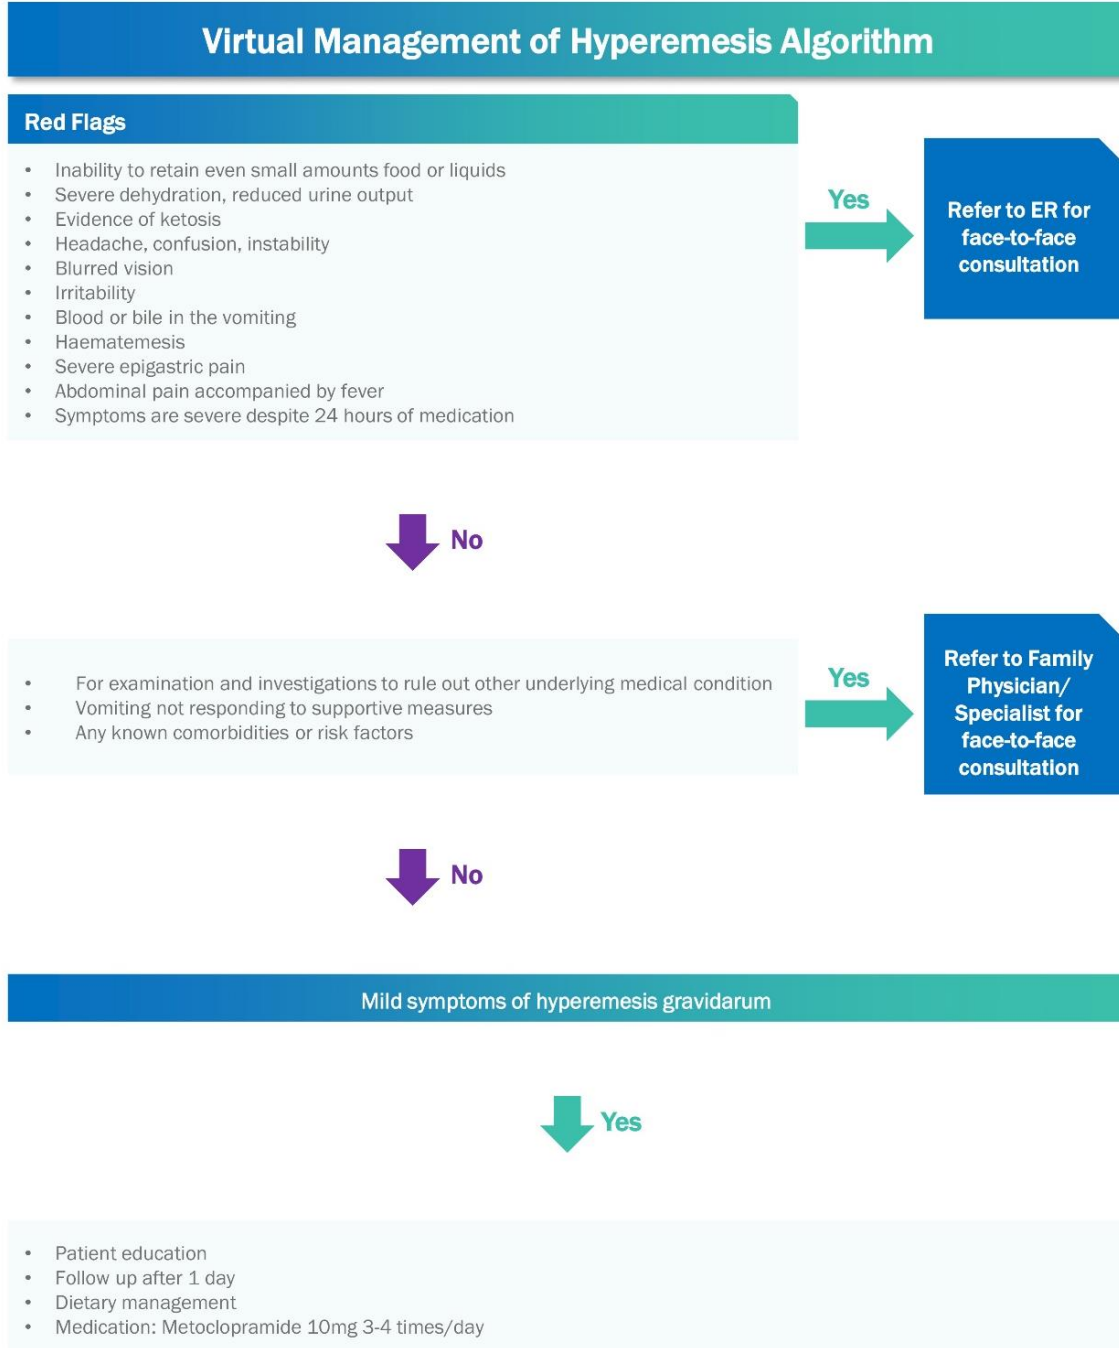 Virtual Management of Hyperemesis Algorithm
Red Flags
• Inability to retain even small amounts food or liquids
• Severe dehydration, reduced urine output
• Evidence of ketosis
• Headache, confusion, instability
• Blurred vision
• Irritability
• Blood or bile in the vomiting
• Haematemesis
• Severe epigastric pain
• Abdominal pain accompanied by fever
• Symptoms are severe despite 24 hours of medication
Yes
Refer to ER for
face-to-face
consultation
No
• For examination and investigations to rule out other underlying medical condition
• Vomiting not responding to supportive measures
• Any known comorbidities or risk factors
Yes
Refer to Family
Physician/
Specialist for
face-to-face
consultation
No
Mild symptoms of hyperemesis gravidarum
Yes
• Patient education
• Follow up after 1 day
• Dietary management
• Medication: Metoclopramide 10mg 3-4 times/day